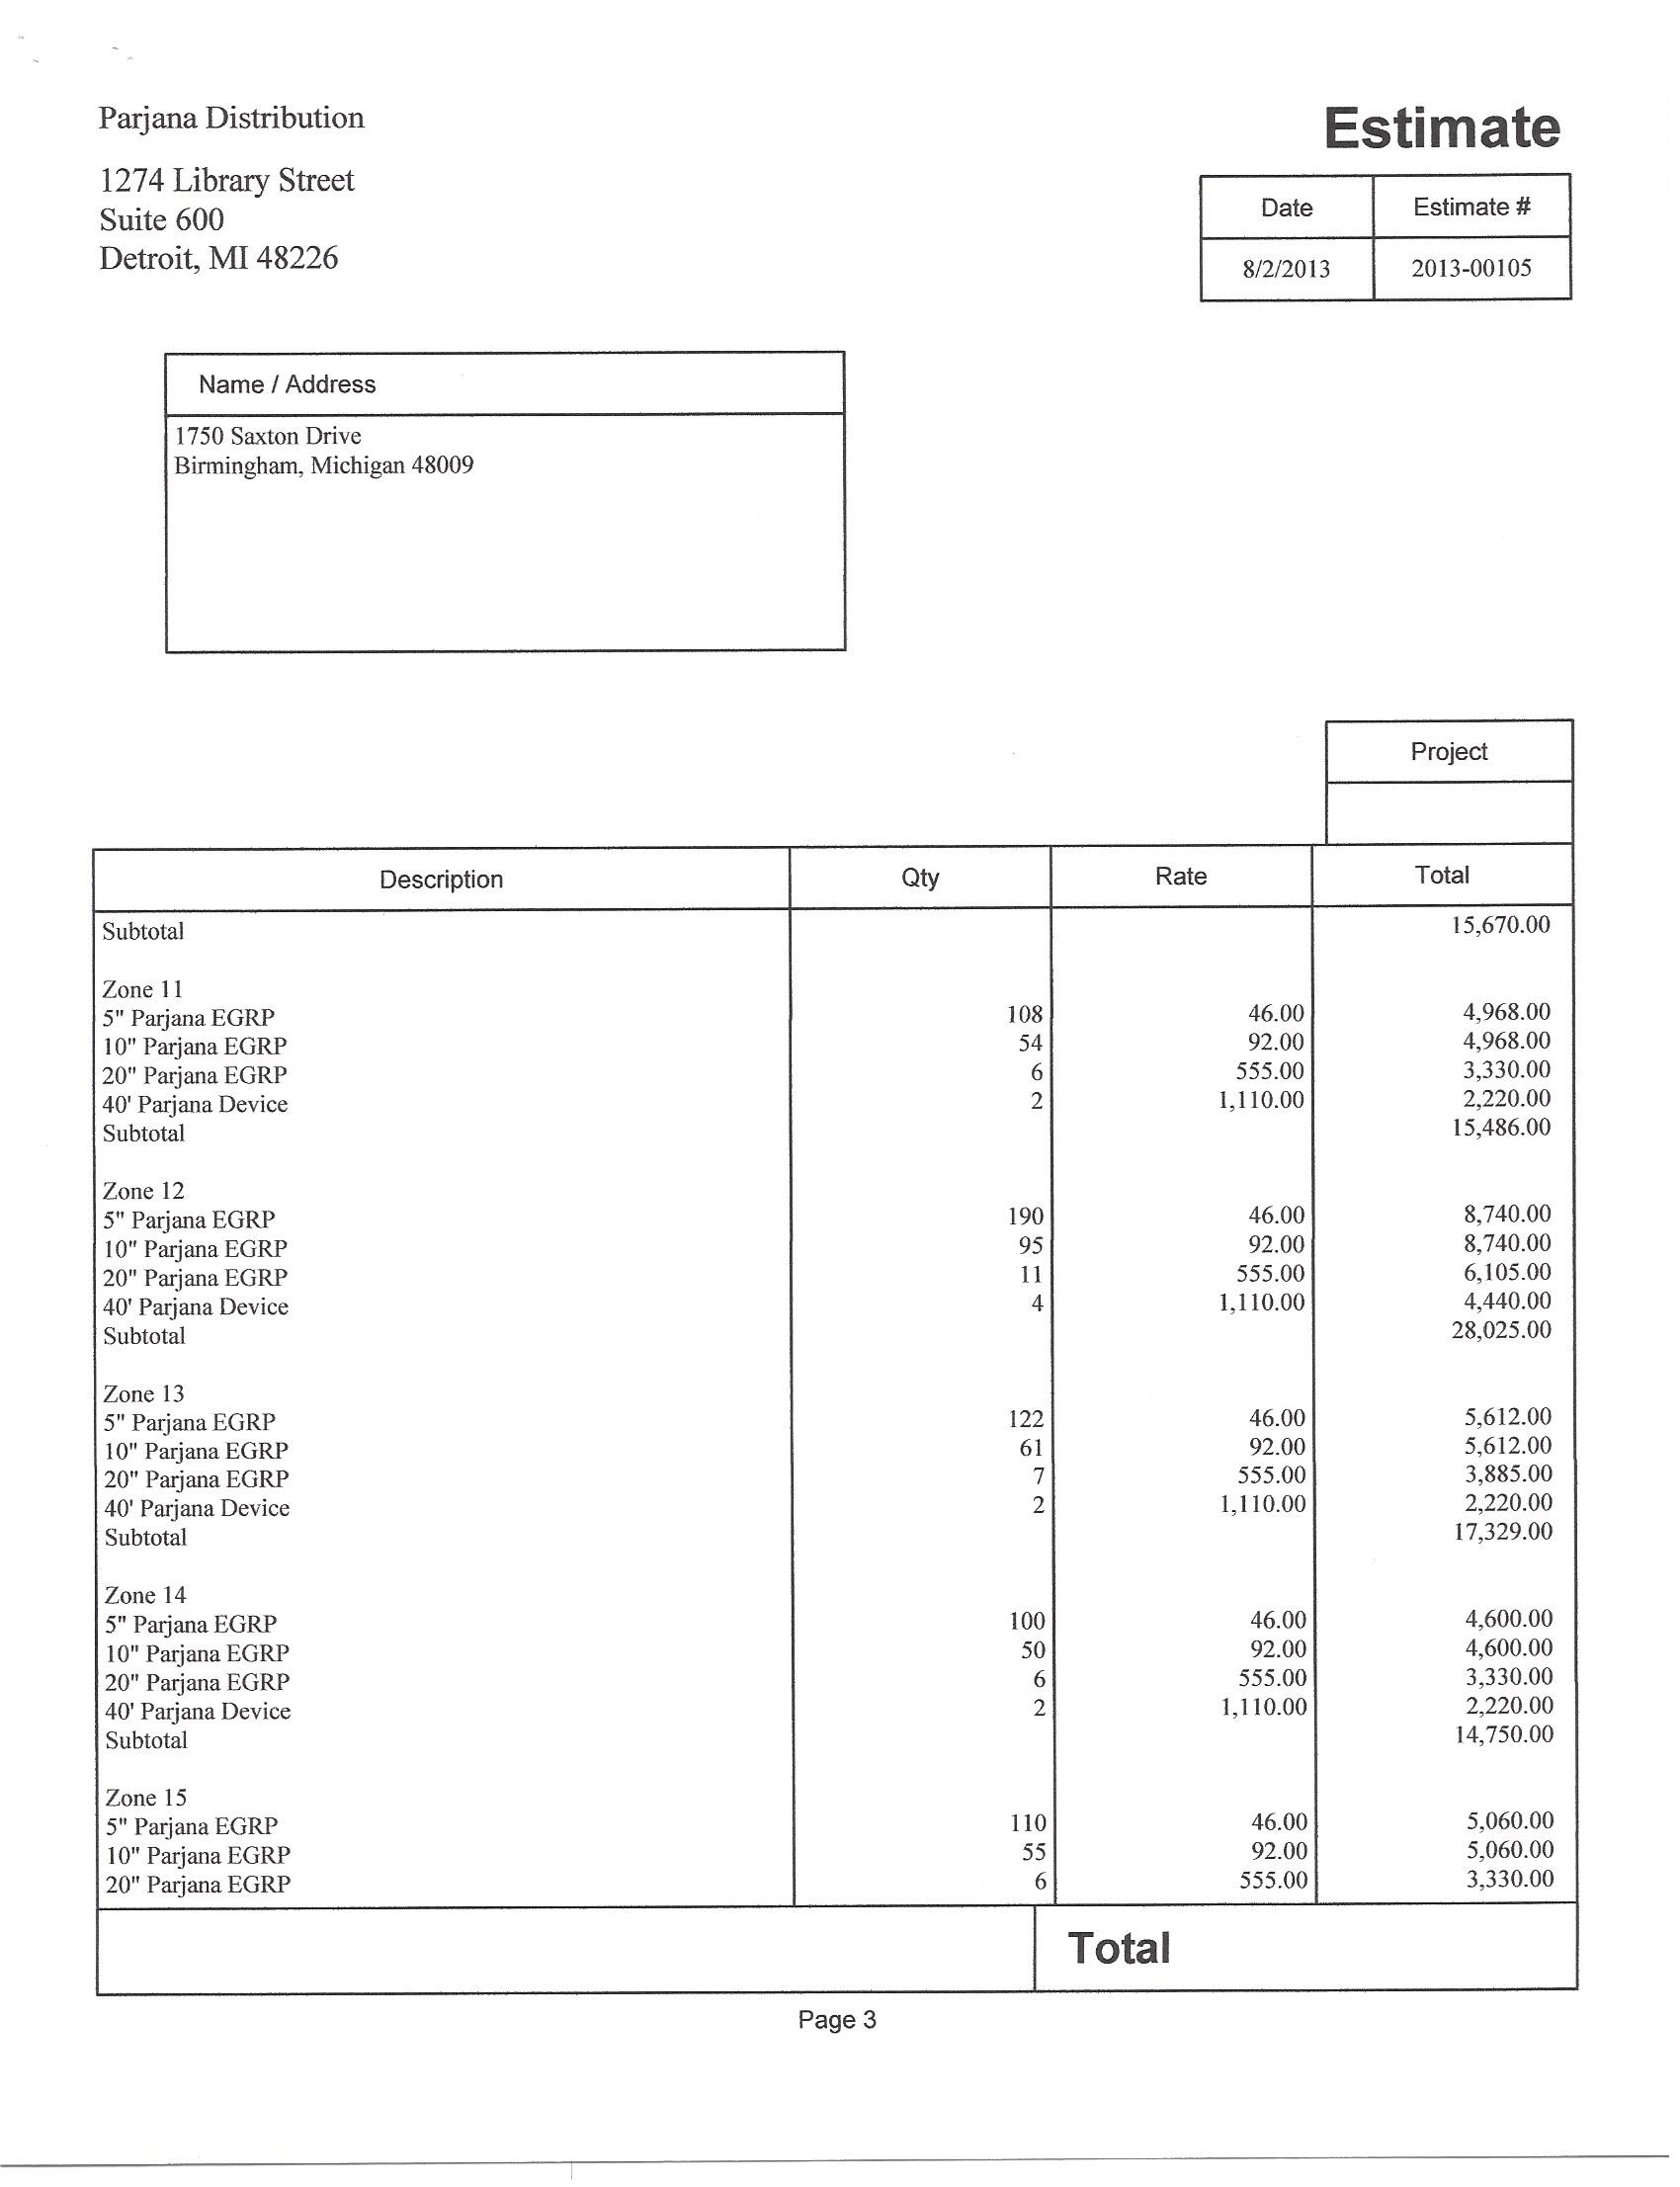 Parjana Distribution
1274 Library Street
Suite 600
Detroit, MI 48226
Estimate
Date Estimate #
8/2/2013 2013-00105
Name / Address
1750 Saxton Drive
Birmingham, Michigan 48009
Project
Description Qty Rate Total
Subtotal 15,670.00
Zone 11
5" Parjana EGRP 108 46.00 4,968.00
10" Parjana EGRP 54 92.00 4,968.00
20" Parjana EGRP 6 555.00 3,330.00
40' Parjana Device 2 1,110.00 2,220.00
Subtotal 15,486.00
Zone 12
5" Parjana EGRP 190 46.00 8,740.00
10" Parjana EGRP 95 92.00 8,740.00
20" Parjana EGRP 11 555.00 6,105.00
40' Parjana Device 4 1,110.00 4,440.00
Subtotal 28,025.00
Zone 13
5" Parjana EGRP 122 46.00 5,612.00
10" Parjana EGRP 61 92.00 5,612.00
20" Parjana EGRP 7 555.00 3,885.00
40' Parjana Device 2 1,110.00 2,220.00
Subtotal 17,329.00
Zone 14
5" Parjana EGRP 100 46.00 4,600.00
10" Parjana EGRP 50 92.00 4,600.00
20" Parjana EGRP 6 555.00 3,330.00
40' Parjana Device 2 1,110.00 2,220.00
Subtotal 14,750.00
Zone 15
5" Parjana EGRP 110 46.00 5,060.00
10" Parjana EGRP 55 92.00 5,060.00
20" Parjana EGRP 6 555.00 3,330.00
Total
Page 3